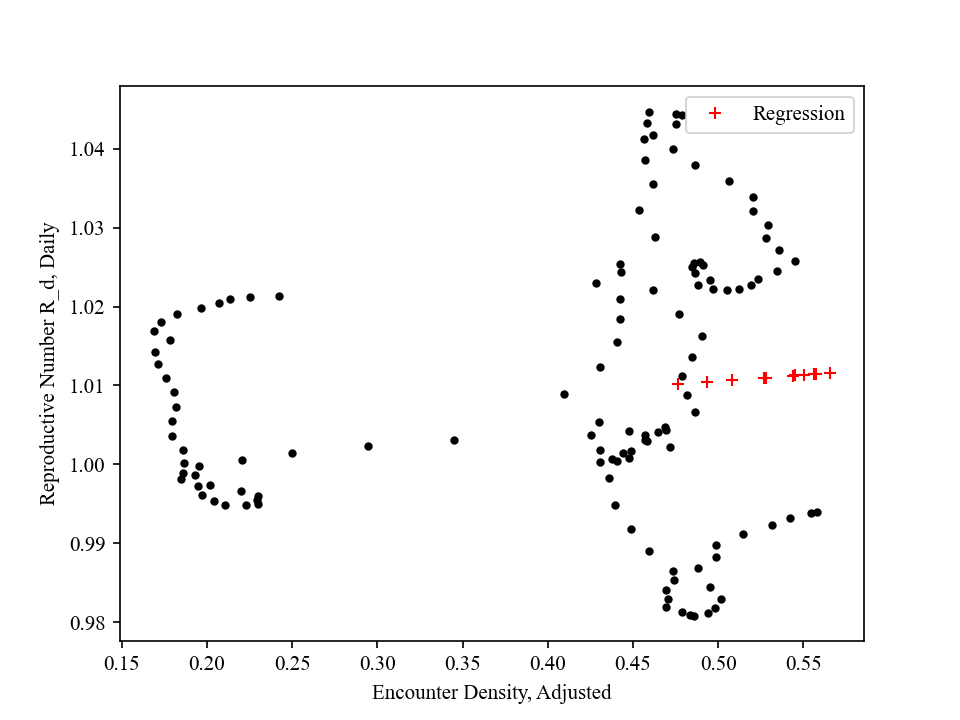 Regression
1.04
1.03
1.02
1.01
1.00
0.99
0.98
Reproductive Number R_d, Daily
0.15 0.20 0.25 0.30 0.35 0.40 0.45 0.50 0.55
Encounter Density, Adjusted